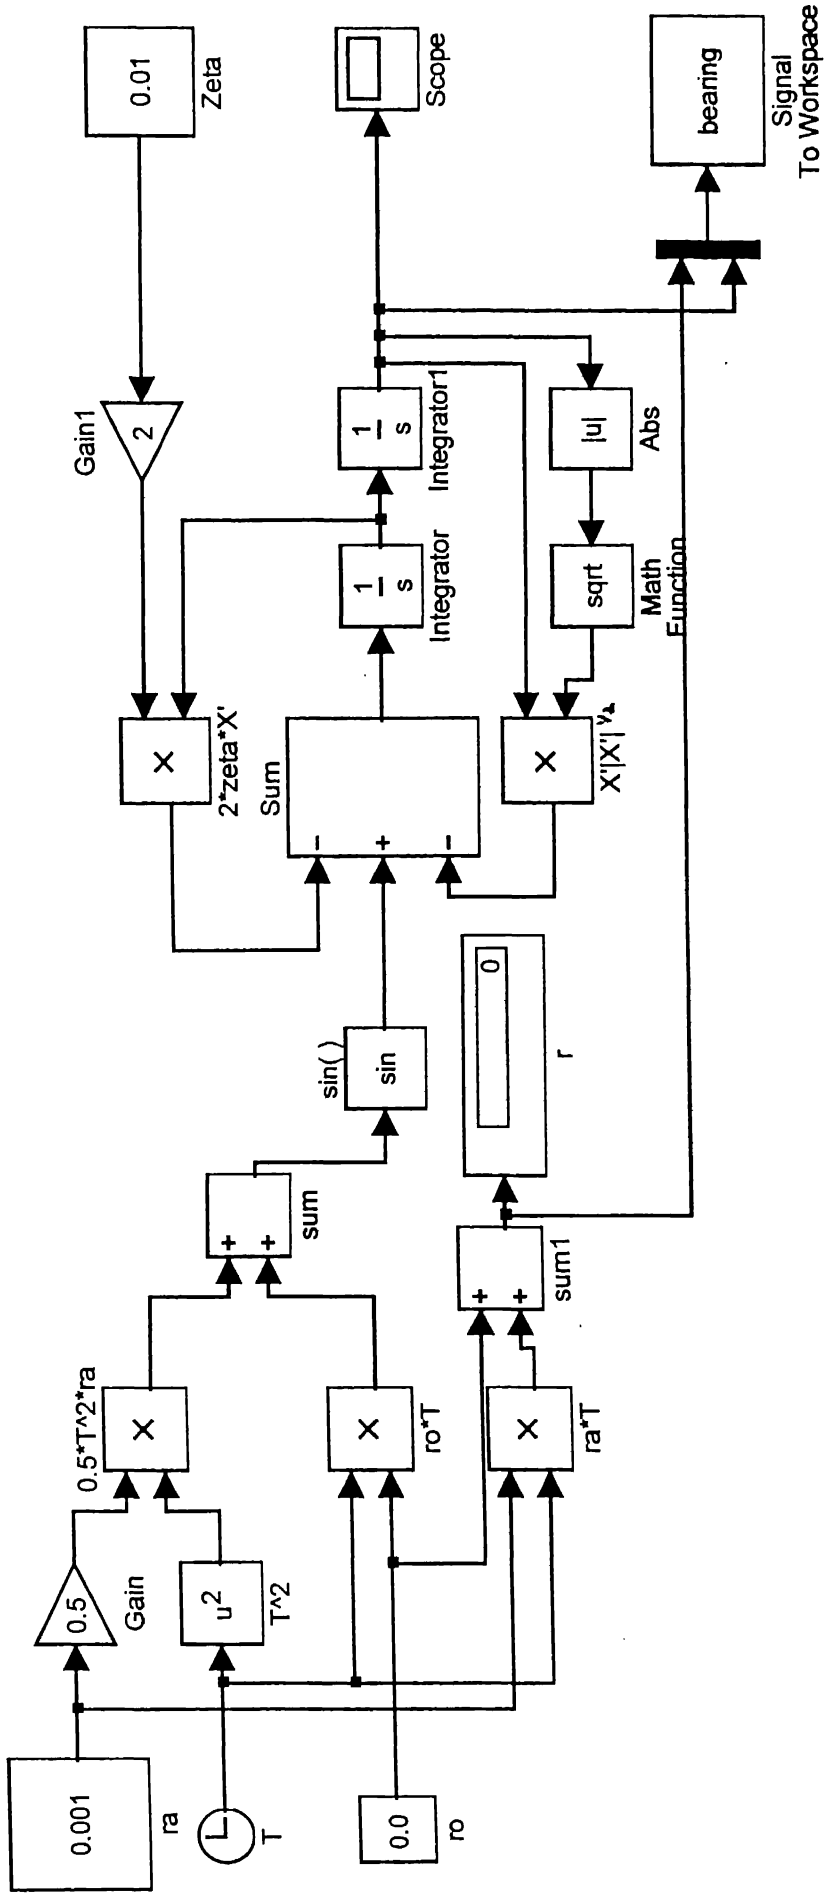 0.001
ra
T
0.0
ro
0.5
Gain
u²
T^2
0.5*T^2*ra
×
×
ro*T
×
ra*T
+
+
sum
+
+
sum1
sin()
sin
0
r
−
+
−
Sum
×
2*zeta*X'
×
X'|X'|^½
1
s
Integrator
1
s
Integrator1
sqrt
Math
Function
|u|
Abs
Gain1
2
0.01
Zeta
Scope
bearing
Signal
To Workspace